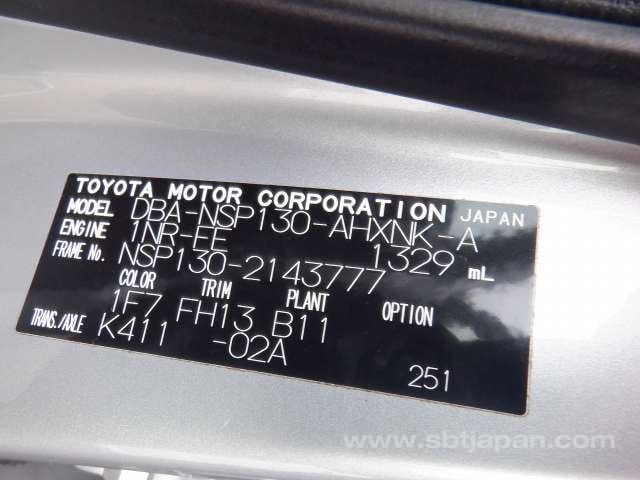 TOYOTA MOTOR CORPORATION JAPAN
MODEL DBA-NSP130-AHXNK-A
ENGINE 1NR-FE 1329 mL
FRAME No. NSP130-2143777
COLOR TRIM PLANT OPTION
1F7 FH13 B11
TRANS./AXLE K411 -02A
251
www.sbtjapan.com